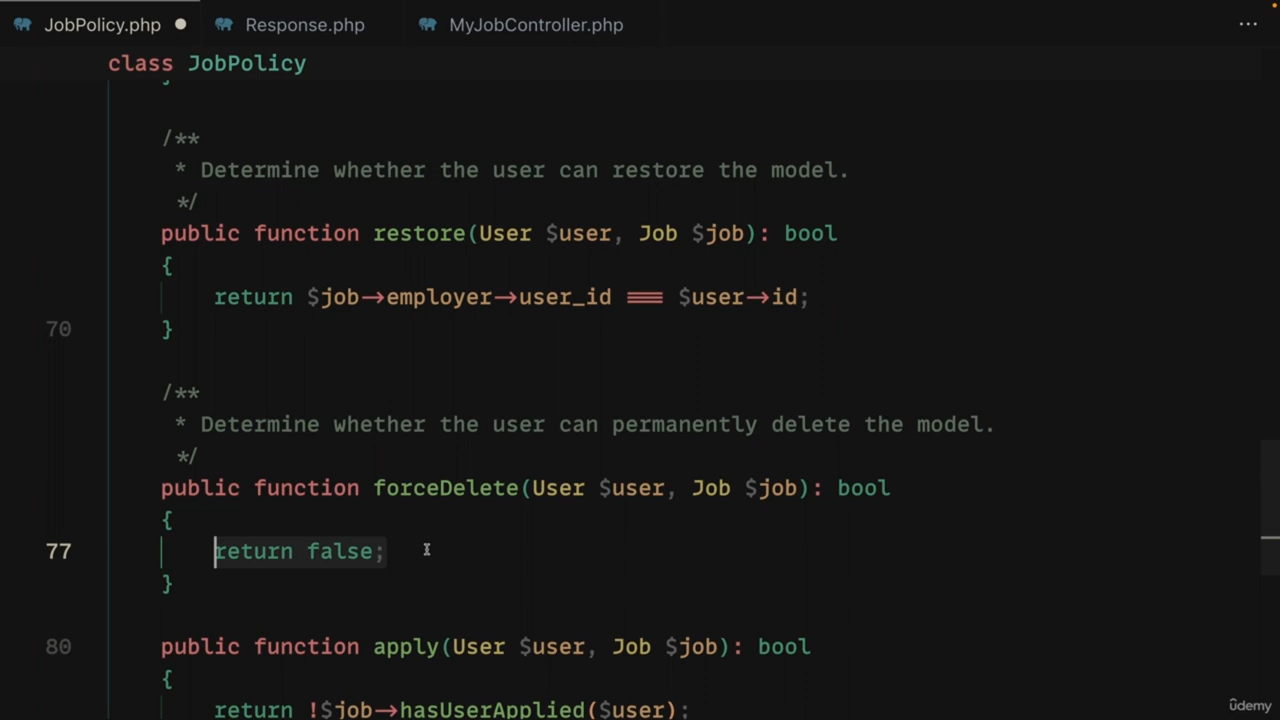 JobPolicy.php
Response.php
MyJobController.php
...
class JobPolicy
}
/**
* Determine whether the user can restore the model.
*/
public function restore(User $user, Job $job): bool
{
return $job->employer->user_id === $user->id;
70 }
/**
* Determine whether the user can permanently delete the model.
*/
public function forceDelete(User $user, Job $job): bool
{
77 return false;
}
80 public function apply(User $user, Job $job): bool
{
return !$job->hasUserApplied($user);
ûdemy